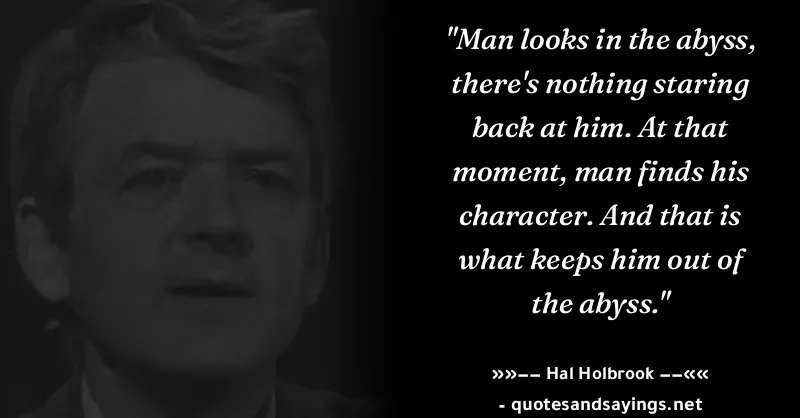 "Man looks in the abyss,
there's nothing staring
back at him. At that
moment, man finds his
character. And that is
what keeps him out of
the abyss."
»»−− Hal Holbrook −−««
- quotesandsayings.net